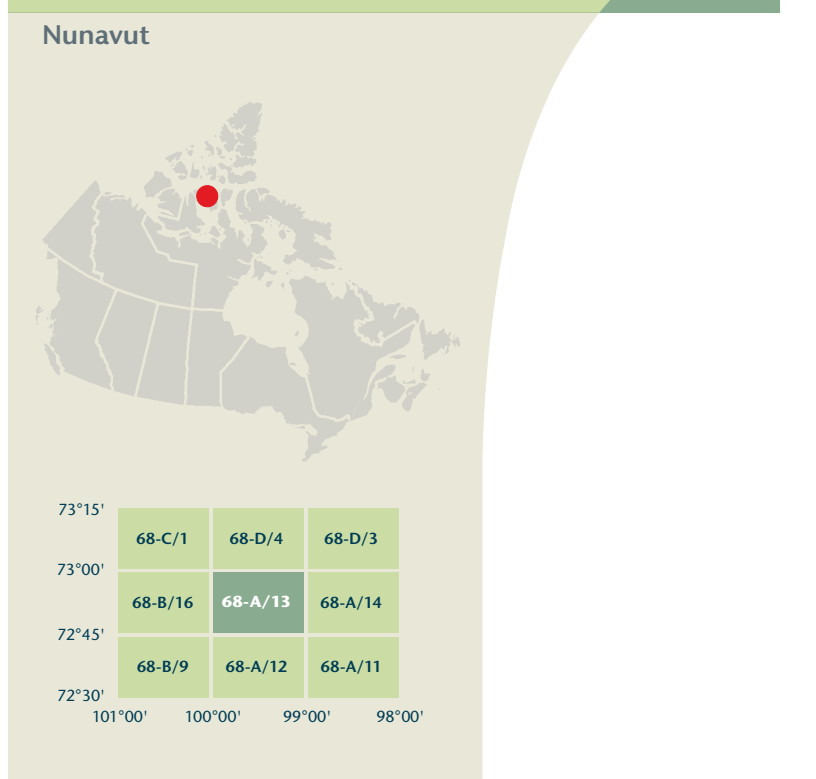 Nunavut
73°15'
68-C/1 68-D/4 68-D/3
73°00'
68-B/16 68-A/13 68-A/14
72°45'
68-B/9 68-A/12 68-A/11
72°30'
101°00' 100°00' 99°00' 98°00'